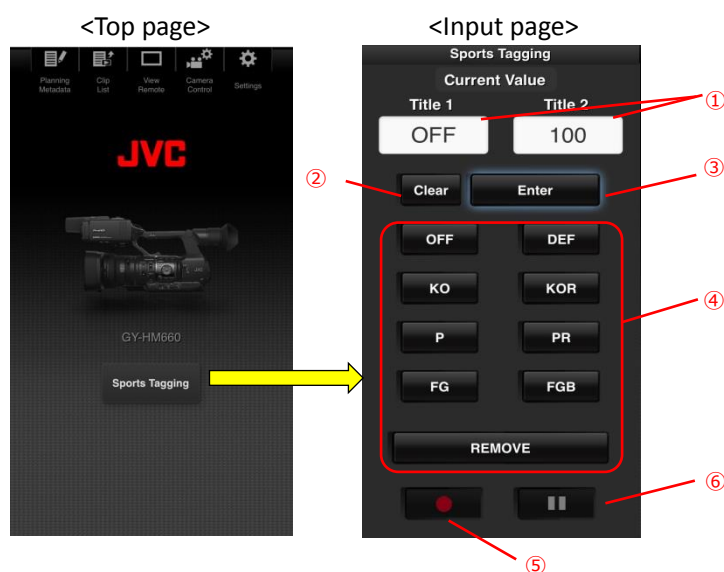 <Top page>
<Input page>
Planning
Metadata
Clip
List
View
Remote
Camera
Control
Settings
JVC
GY-HM660
Sports Tagging
Sports Tagging
Current Value
Title 1
Title 2
①
OFF
100
②
③
Clear
Enter
OFF
DEF
KO
KOR
④
P
PR
FG
FGB
REMOVE
⑥
⑤